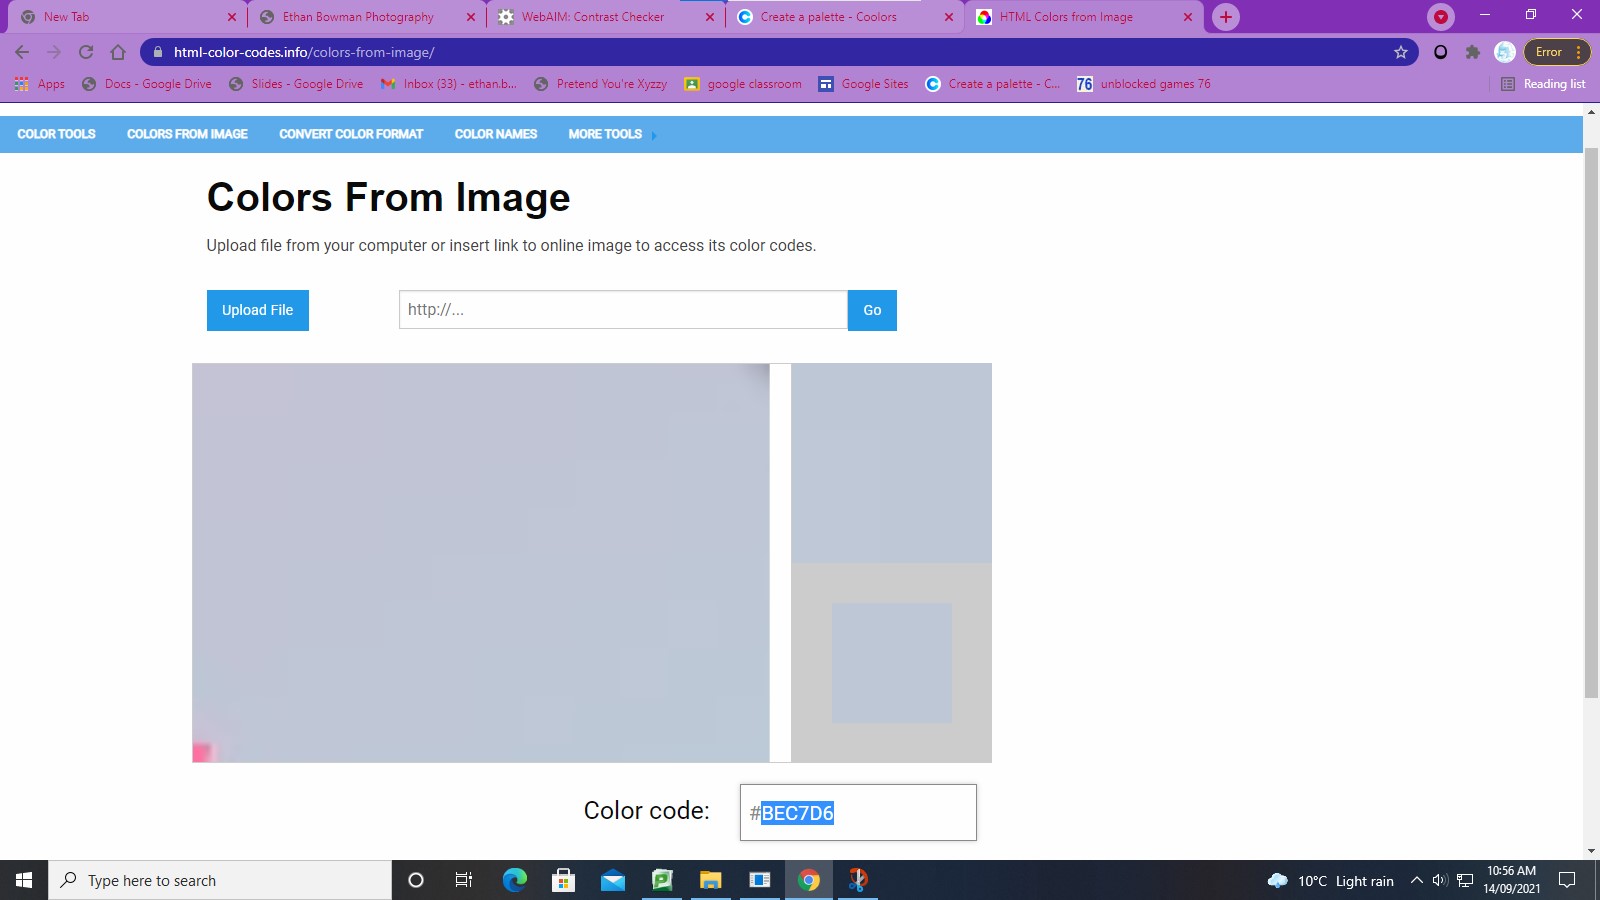 New Tab
Ethan Bowman Photography
WebAIM: Contrast Checker
Create a palette - Coolors
HTML Colors from Image
html-color-codes.info/colors-from-image/
Error
Apps
Docs - Google Drive
Slides - Google Drive
Inbox (33) - ethan.b...
Pretend You're Xyzzy
google classroom
Google Sites
Create a palette - C...
76 unblocked games 76
Reading list
COLOR TOOLS
COLORS FROM IMAGE
CONVERT COLOR FORMAT
COLOR NAMES
MORE TOOLS
Colors From Image
Upload file from your computer or insert link to online image to access its color codes.
Upload File
http://...
Go
Color code:
#BEC7D6
Type here to search
10°C Light rain
10:56 AM
14/09/2021